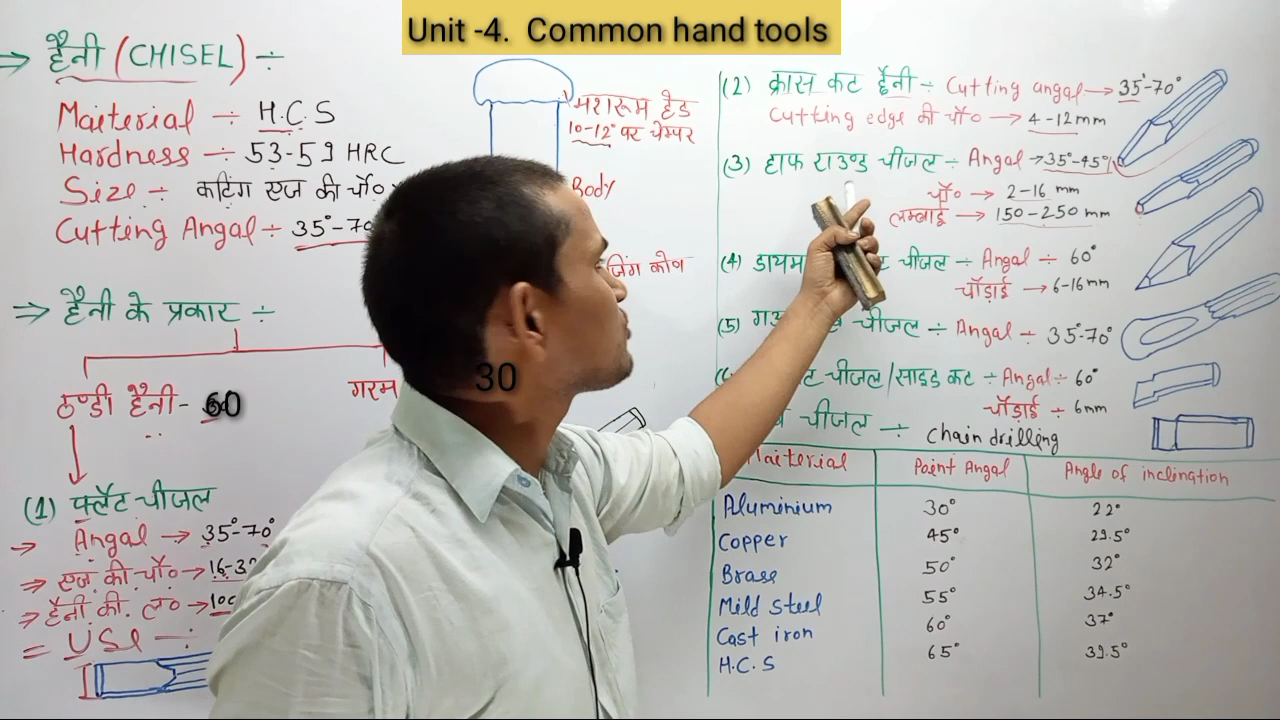 Unit -4.  Common hand tools
⇒ हैनी (CHISEL) ÷
Maiterial ÷ H.C.S
Hardness ÷ 53-59 HRC
Size ÷ कटिंग एज की चौ०
Cutting Angal ÷ 35°-70
⇒ हैनी के प्रकार ÷
ठण्डी हैनी- 60
गरम
30
(1) फ्लैट चीजल
⇒ Angal → 35°-70°
⇒ एज की चौ० → 16-32
⇒ हैनी की ल० → 100
= USE ÷
मशरूम हैड
10-12° पर चेम्पर
Body
जिंग कोण
(2) क्रास कट हैनी ÷ Cutting angal → 35°-70°
Cutting edge की चौ० → 4-12mm
(3) हाफ राउण्ड चीजल ÷ Angal → 35°-45°
चौ० → 2-16 mm
लम्बाई → 150-250 mm
(4) डायम चीजल ÷ Angal ÷ 60°
चौड़ाई → 6-16mm
(5) चीजल ÷ Angal ÷ 35°-70°
चीजल/साइड कट ÷ Angal ÷ 60°
चौड़ाई ÷ 6mm
चीजल ÷ chain drilling
Maiterial Point Angal Angle of inclination
Aluminium 30° 22°
Copper 45° 29.5°
Brass 50° 32°
Mild steel 55° 34.5°
Cast iron 60° 37°
H.C.S 65° 39.5°